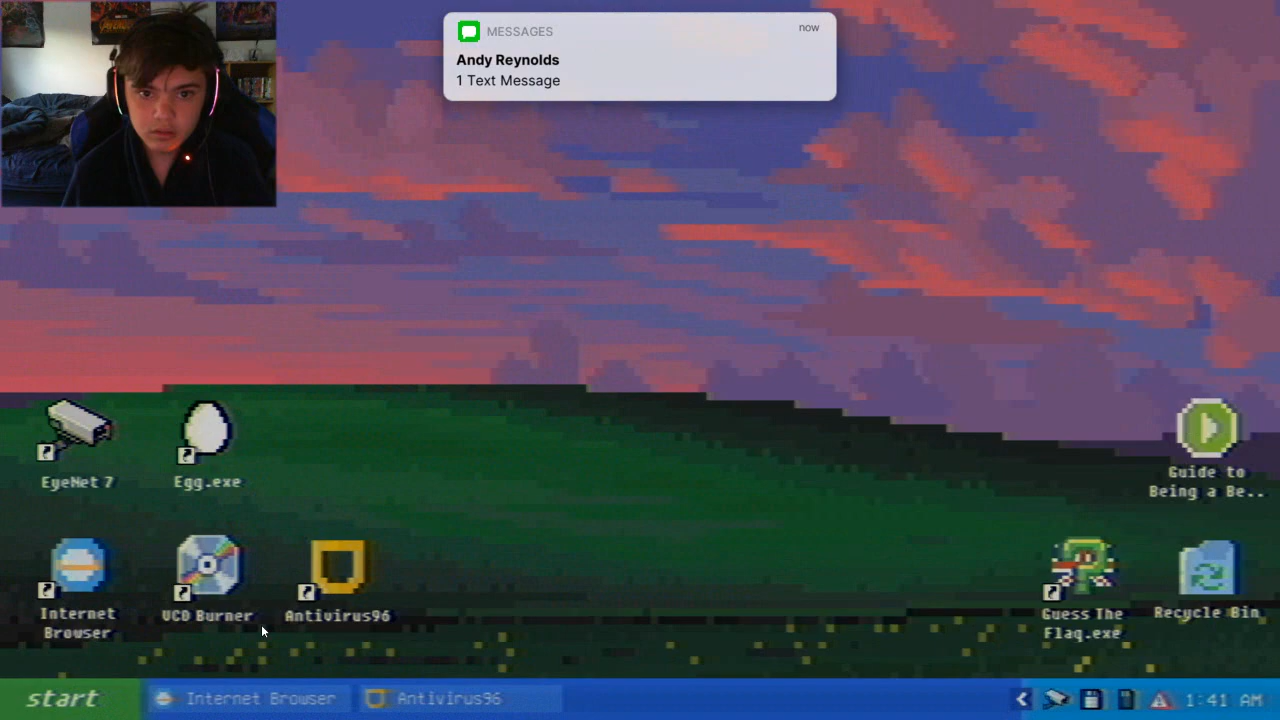 MESSAGES
now
Andy Reynolds
1 Text Message
EyeNet 7
Egg.exe
Guide to
Being a Be..
Internet
Browser
VCD Burner
Antivirus96
Guess The
Flag.exe
Recycle Bin
start
Internet Browser
Antivirus96
1:41 AM